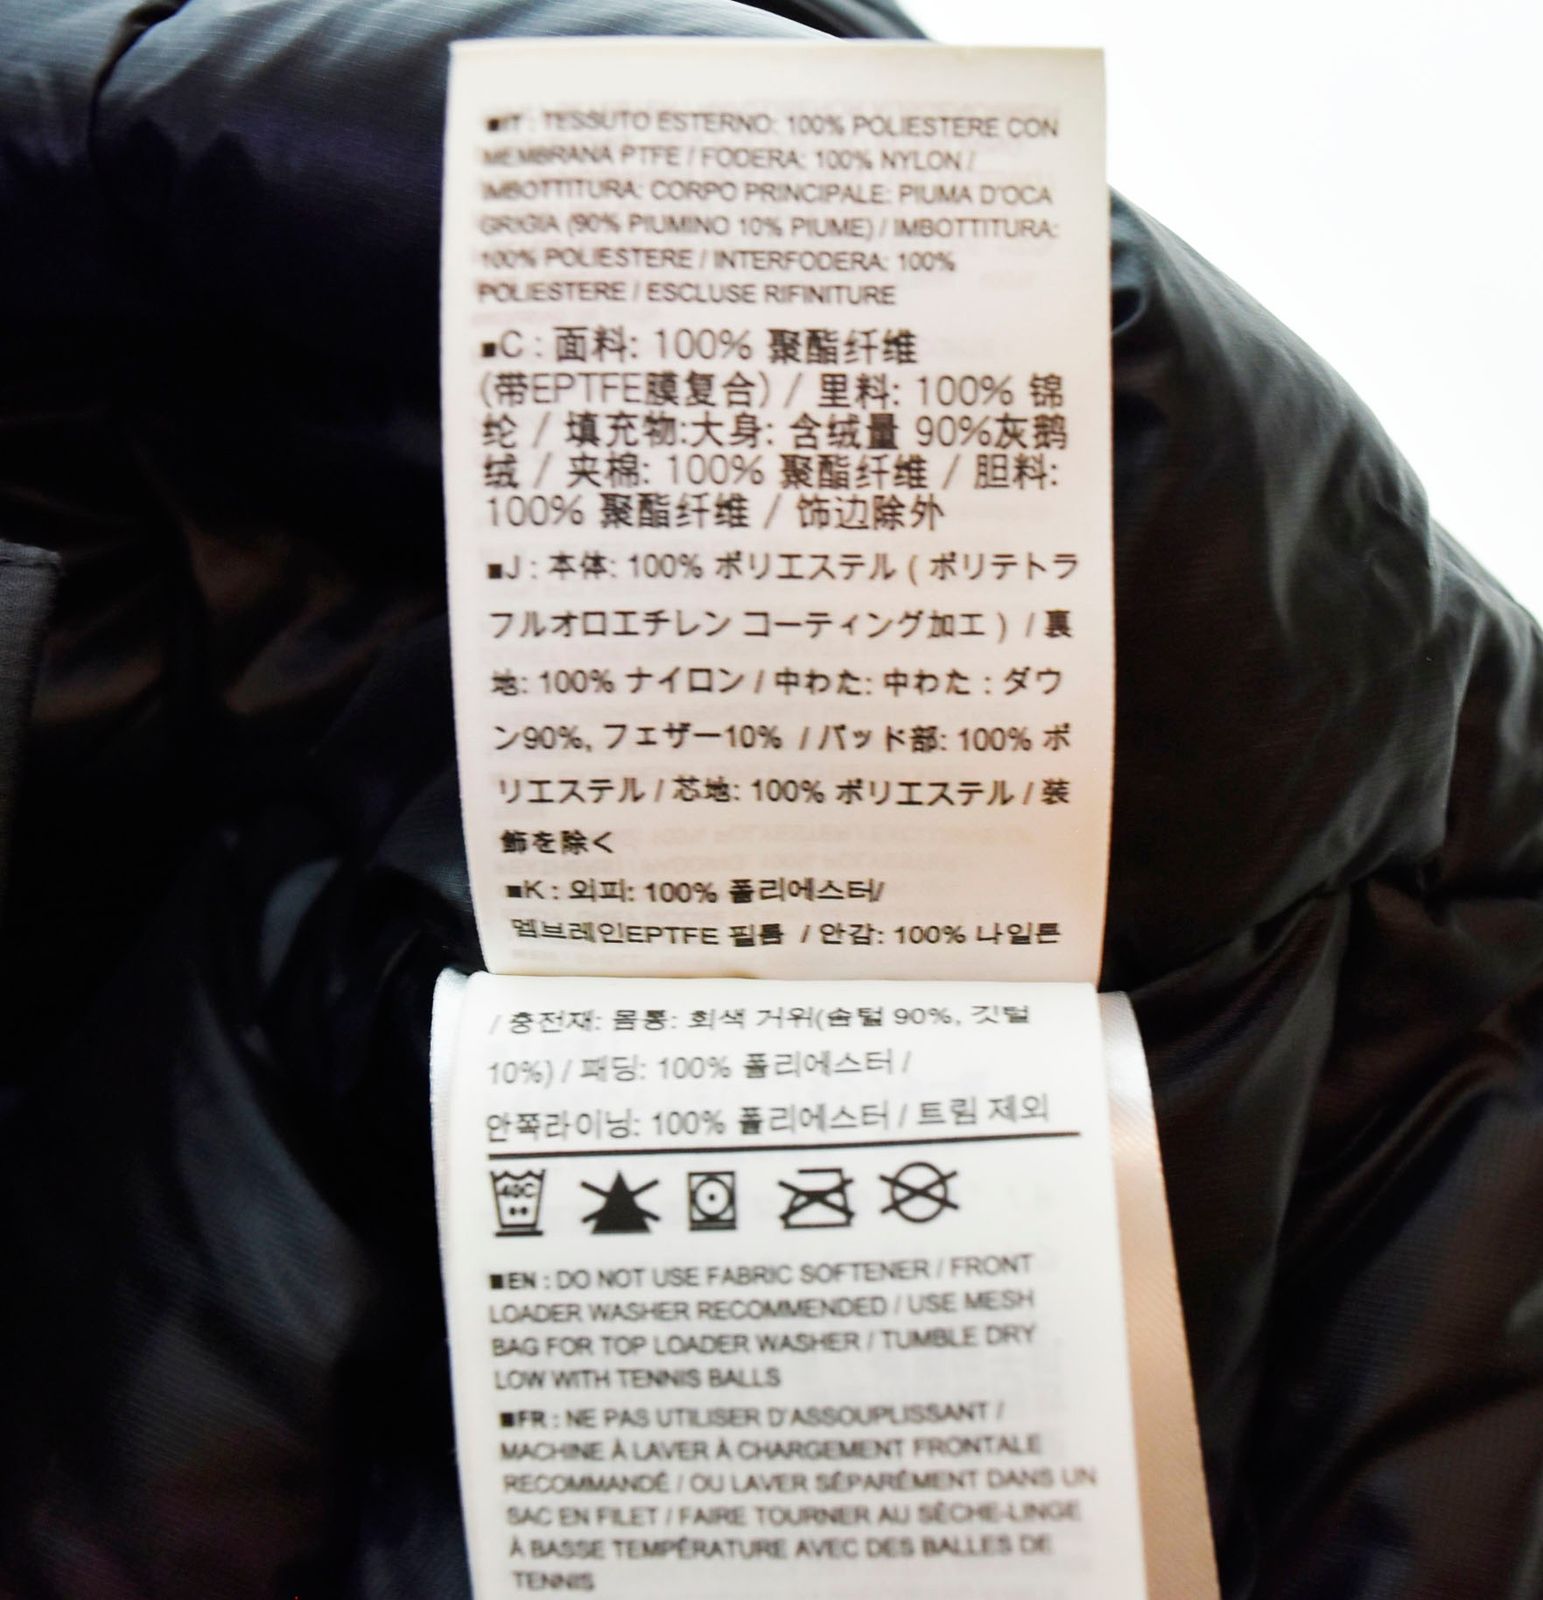 ■IT : TESSUTO ESTERNO: 100% POLIESTERE CON
MEMBRANA PTFE / FODERA: 100% NYLON /
IMBOTTITURA: CORPO PRINCIPALE: PIUMA D'OCA
GRIGIA (90% PIUMINO 10% PIUME) / IMBOTTITURA:
100% POLIESTERE / INTERFODERA: 100%
POLIESTERE / ESCLUSE RIFINITURE
■C : 面料: 100% 聚酯纤维
(带EPTFE膜复合) / 里料: 100% 锦
纶 / 填充物:大身: 含绒量 90%灰鹅
绒 / 夹棉: 100% 聚酯纤维 / 胆料:
100% 聚酯纤维 / 饰边除外
■J : 本体: 100% ポリエステル ( ポリテトラ
フルオロエチレン コーティング加工 ) / 裏
地: 100% ナイロン / 中わた: 中わた : ダウ
ン90%, フェザー10% / パッド部: 100% ポ
リエステル / 芯地: 100% ポリエステル / 装
飾を除く
■K : 외피: 100% 폴리에스터/
멤브레인EPTFE 필름 / 안감: 100% 나일론
/ 충전재: 몸통: 회색 거위(솜털 90%, 깃털
10%) / 패딩: 100% 폴리에스터 /
안쪽라이닝: 100% 폴리에스터 / 트림 제외
40C
■EN : DO NOT USE FABRIC SOFTENER / FRONT
LOADER WASHER RECOMMENDED / USE MESH
BAG FOR TOP LOADER WASHER / TUMBLE DRY
LOW WITH TENNIS BALLS
■FR : NE PAS UTILISER D'ASSOUPLISSANT /
MACHINE À LAVER À CHARGEMENT FRONTALE
RECOMMANDÉ / OU LAVER SÉPARÉMENT DANS UN
SAC EN FILET / FAIRE TOURNER AU SÈCHE-LINGE
À BASSE TEMPÉRATURE AVEC DES BALLES DE
TENNIS